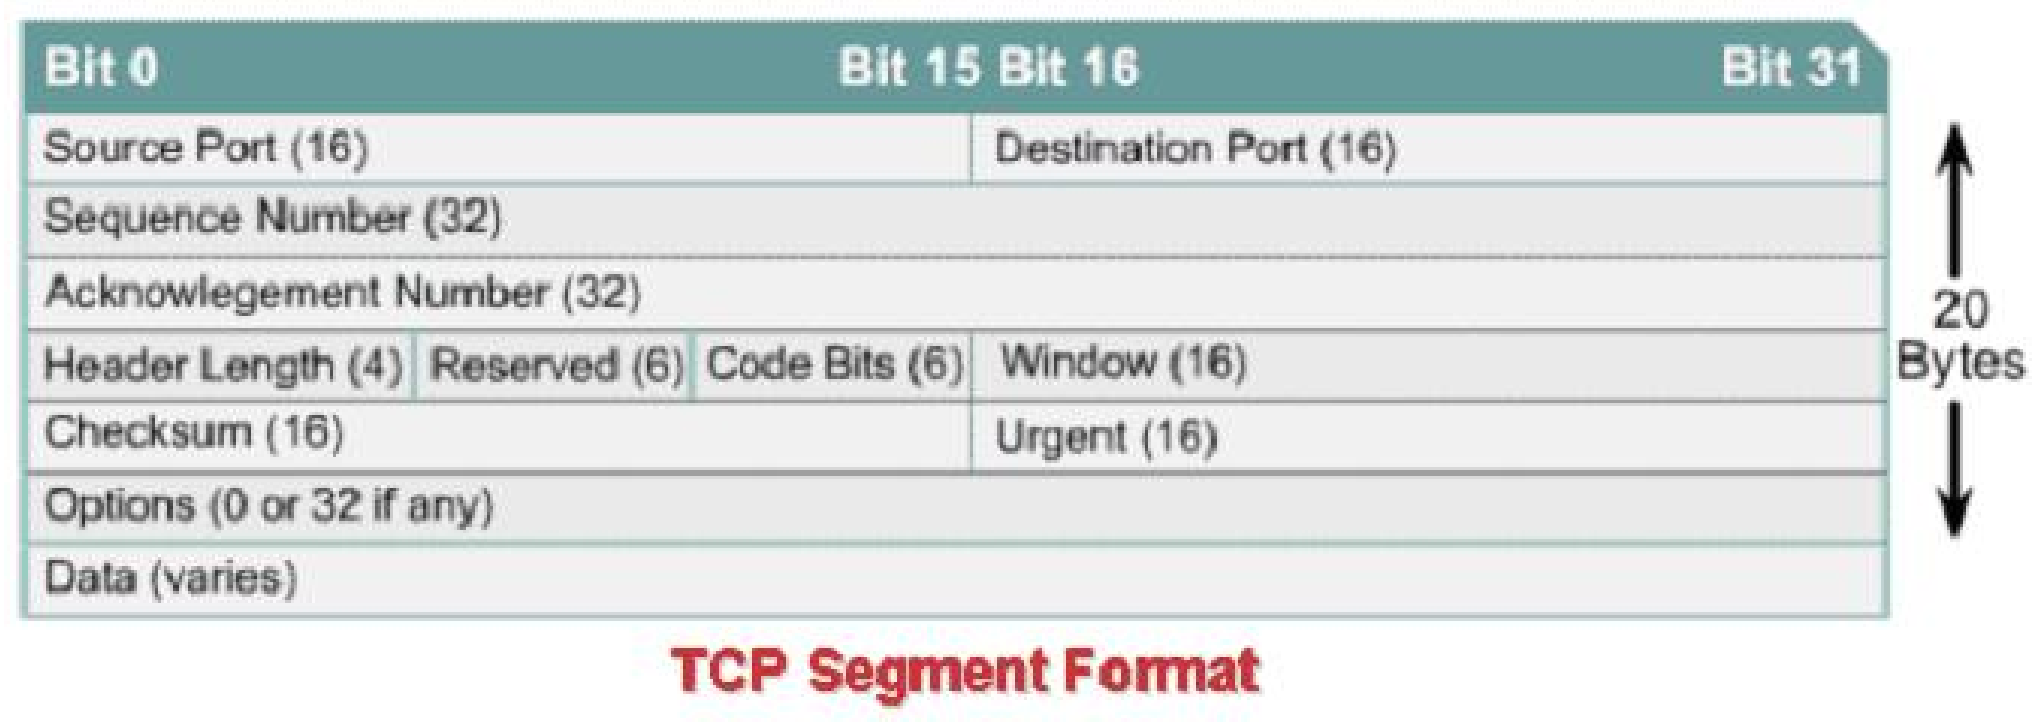 Bit 0 Bit 15 Bit 16 Bit 31
Source Port (16) Destination Port (16)
Sequence Number (32)
Acknowlegement Number (32)
Header Length (4) Reserved (6) Code Bits (6) Window (16)
Checksum (16) Urgent (16)
Options (0 or 32 if any)
Data (varies)
20
Bytes
TCP Segment Format